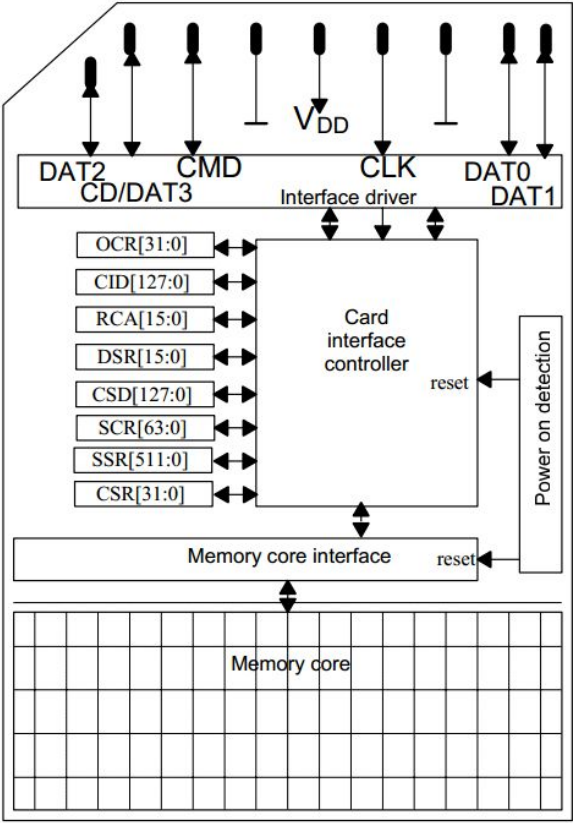 VDD
DAT2
CMD
CLK
DAT0
CD/DAT3
DAT1
Interface driver
OCR[31:0]
CID[127:0]
RCA[15:0]
DSR[15:0]
CSD[127:0]
SCR[63:0]
SSR[511:0]
CSR[31:0]
Card
interface
controller
reset
Power on detection
Memory core interface
reset
Memory core